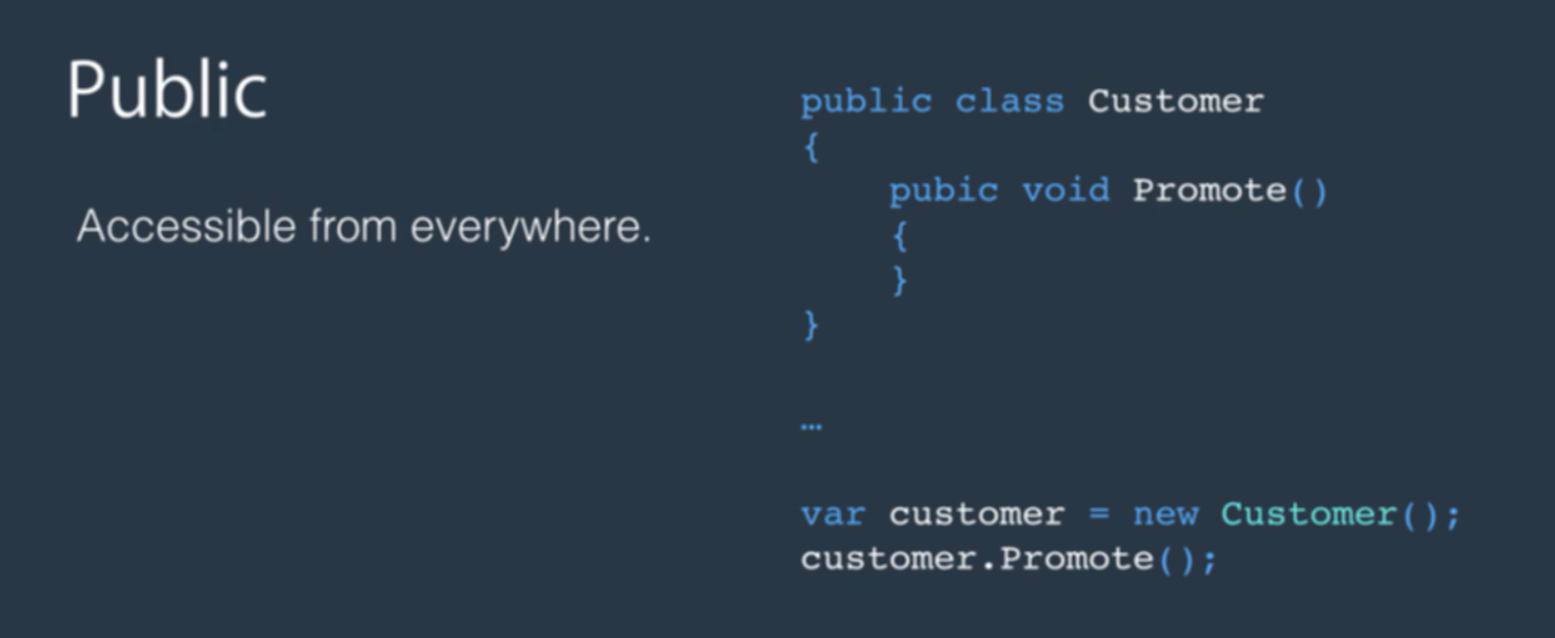 Public
Accessible from everywhere.
public class Customer
{
    pubic void Promote()
    {
    }
}
…
var customer = new Customer();
customer.Promote();